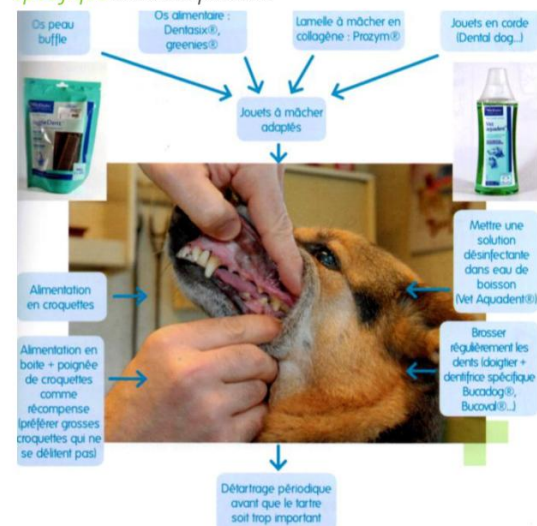 Os peau
buffle
Os alimentaire :
Dentasix®,
greenies®
Lamelle à mâcher en
collagène : Prozym®
Jouets en corde
(Dental dog...)
Jouets à mâcher
adaptés
Mettre une
solution
désinfectante
dans eau de
boisson
(Vet Aquadent®)
Alimentation
en croquettes
Brosser
régulièrement les
dents (doigtier +
dentifrice spécifique
Bucadog®,
Bucoval®...)
Alimentation en
boite + poignée
de croquettes
comme
récompense
(préférer grosses
croquettes qui ne
se délitent pas)
Détartrage périodique
avant que le tartre
soit trop important